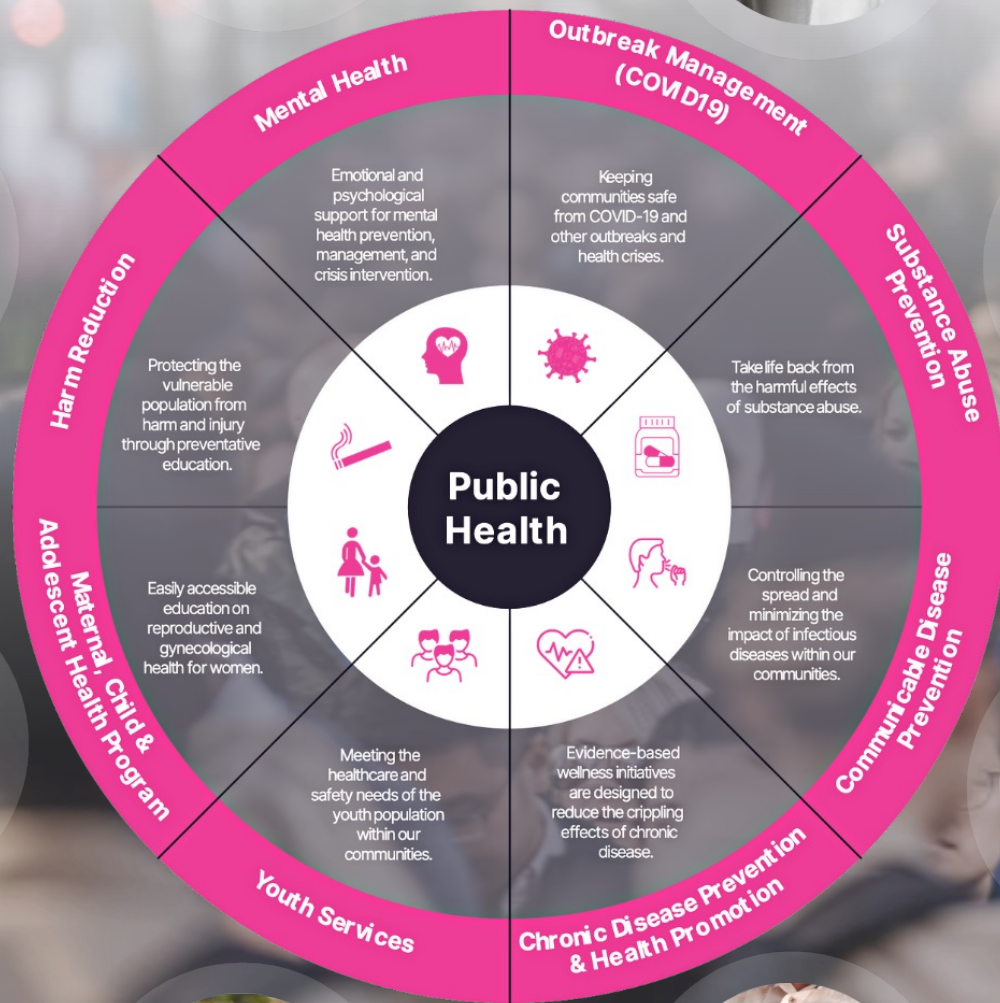 Public
Health
Outbreak Management
(COVID19)
Keeping
communities safe
from COVID-19 and
other outbreaks and
health crises.
Substance Abuse
Prevention
Take life back from
the harmful effects
of substance abuse.
Communicable Disease
Prevention
Controlling the
spread and
minimizing the
impact of infectious
diseases within our
communities.
Chronic Disease Prevention
& Health Promotion
Evidence-based
wellness initiatives
are designed to
reduce the crippling
effects of chronic
disease.
Youth Services
Meeting the
healthcare and
safety needs of the
youth population
within our
communities.
Maternal, Child &
Adolescent Health Program
Easily accessible
education on
reproductive and
gynecological
health for women.
Harm Reduction
Protecting the
vulnerable
population from
harm and injury
through preventative
education.
Mental Health
Emotional and
psychological
support for mental
health prevention,
management, and
crisis intervention.